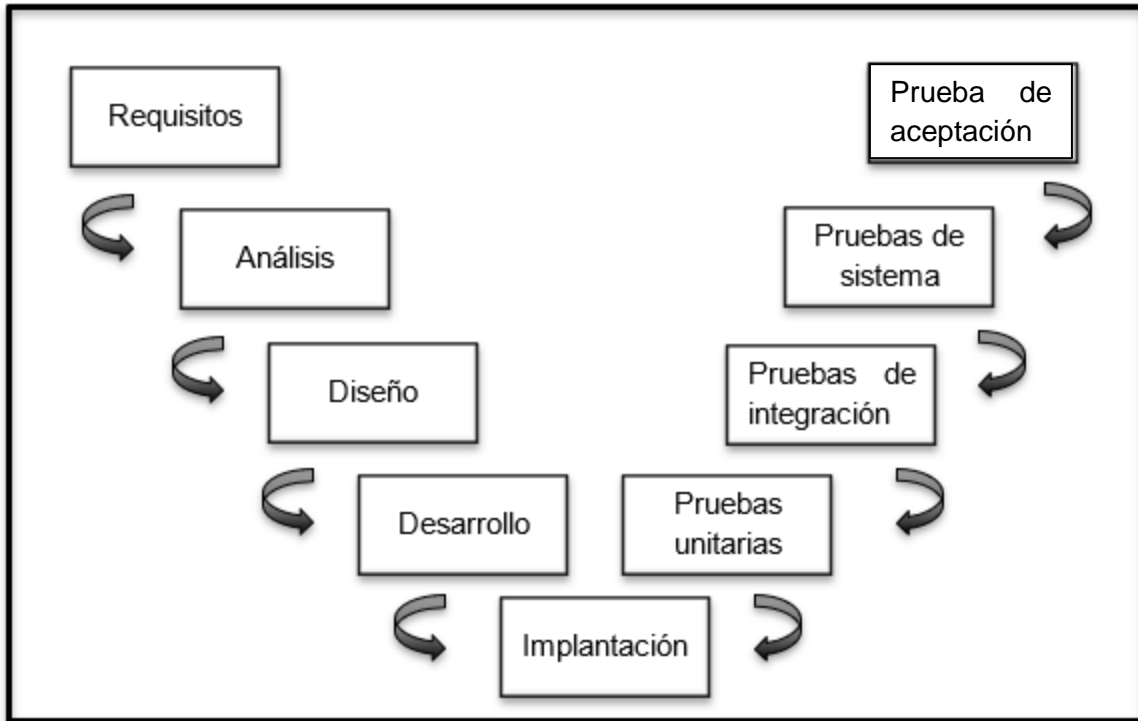 Requisitos
Prueba de
aceptación
Análisis
Pruebas de
sistema
Diseño
Pruebas de
integración
Desarrollo
Pruebas
unitarias
Implantación